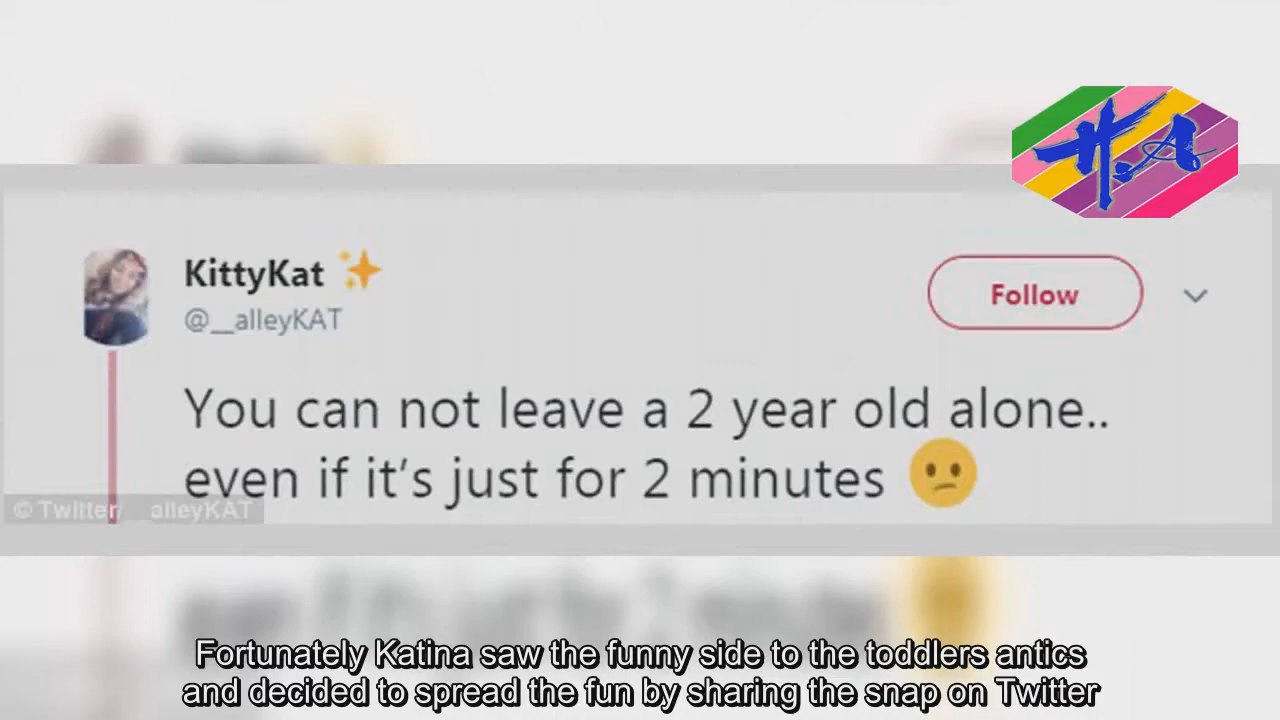 H.A
KittyKat
@__alleyKAT
Follow
You can not leave a 2 year old alone..
even if it's just for 2 minutes
© Twitter/__alleyKAT
Fortunately Katina saw the funny side to the toddlers antics
and decided to spread the fun by sharing the snap on Twitter